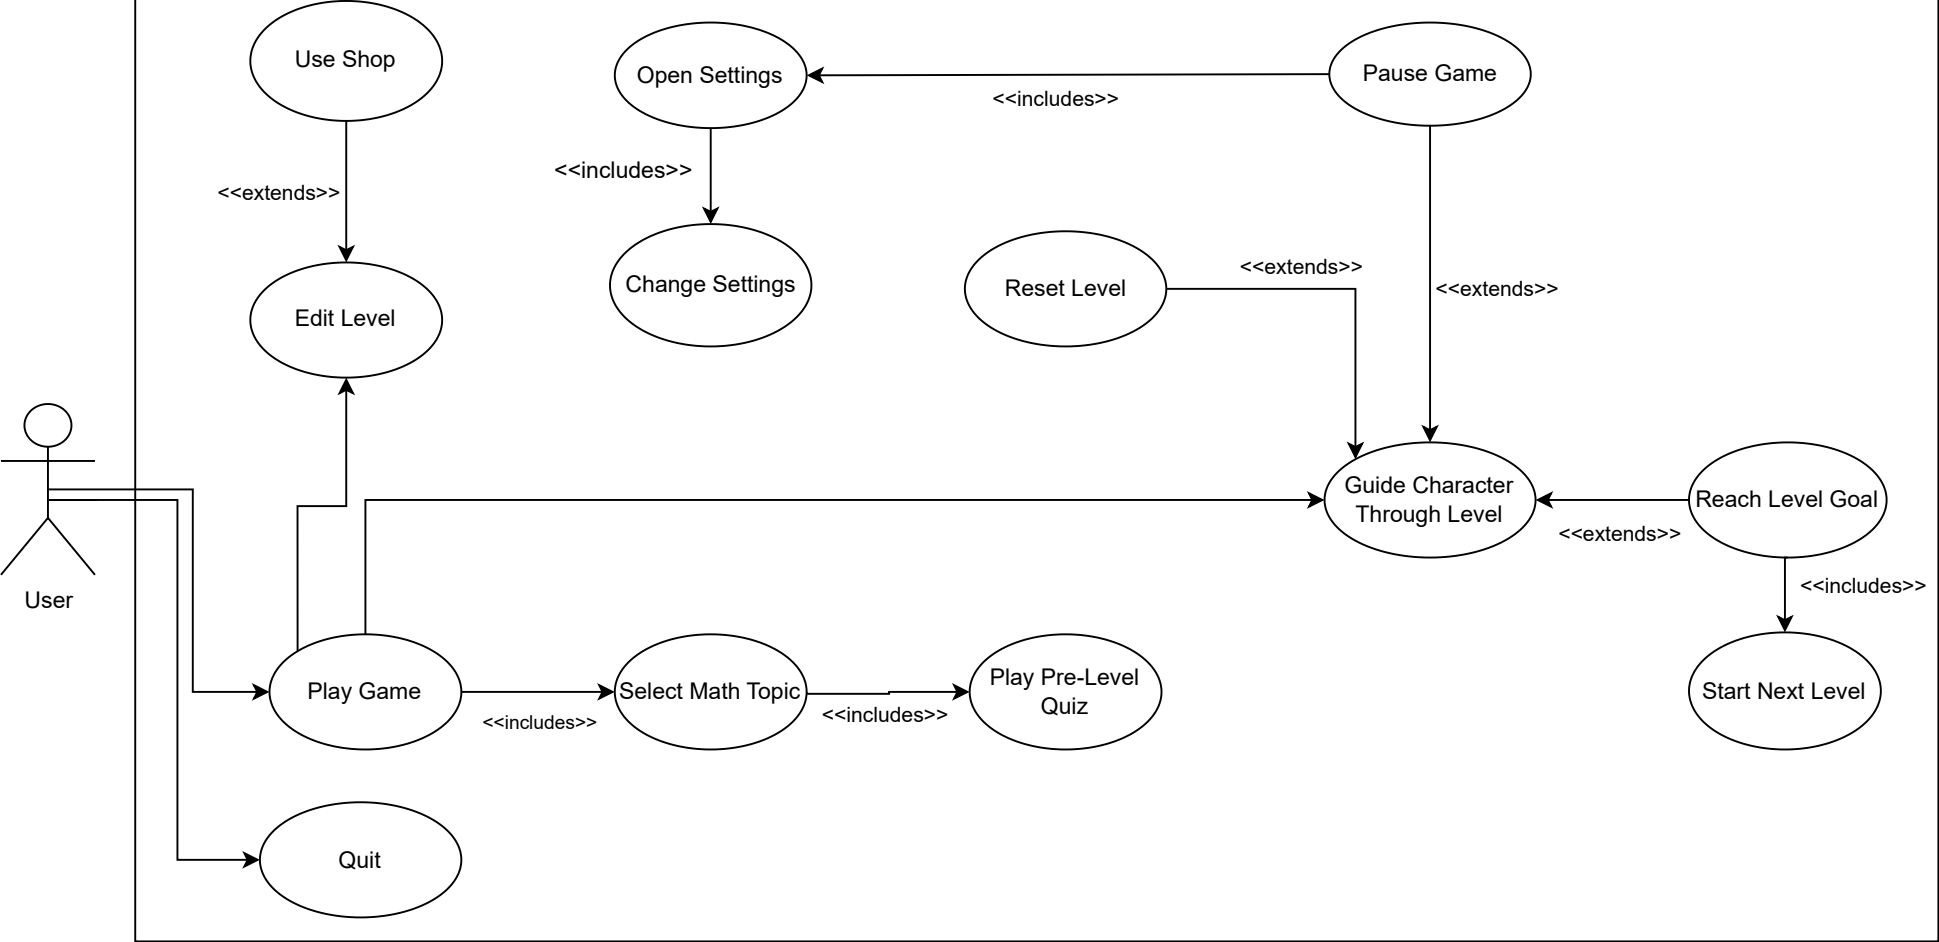 Use Shop
Open Settings
Pause Game
<<includes>>
<<includes>>
<<extends>>
Change Settings
Reset Level
<<extends>>
<<extends>>
Edit Level
Guide Character
Through Level
Reach Level Goal
<<extends>>
<<includes>>
User
Play Game
<<includes>>
Select Math Topic
<<includes>>
Play Pre-Level
Quiz
Start Next Level
Quit